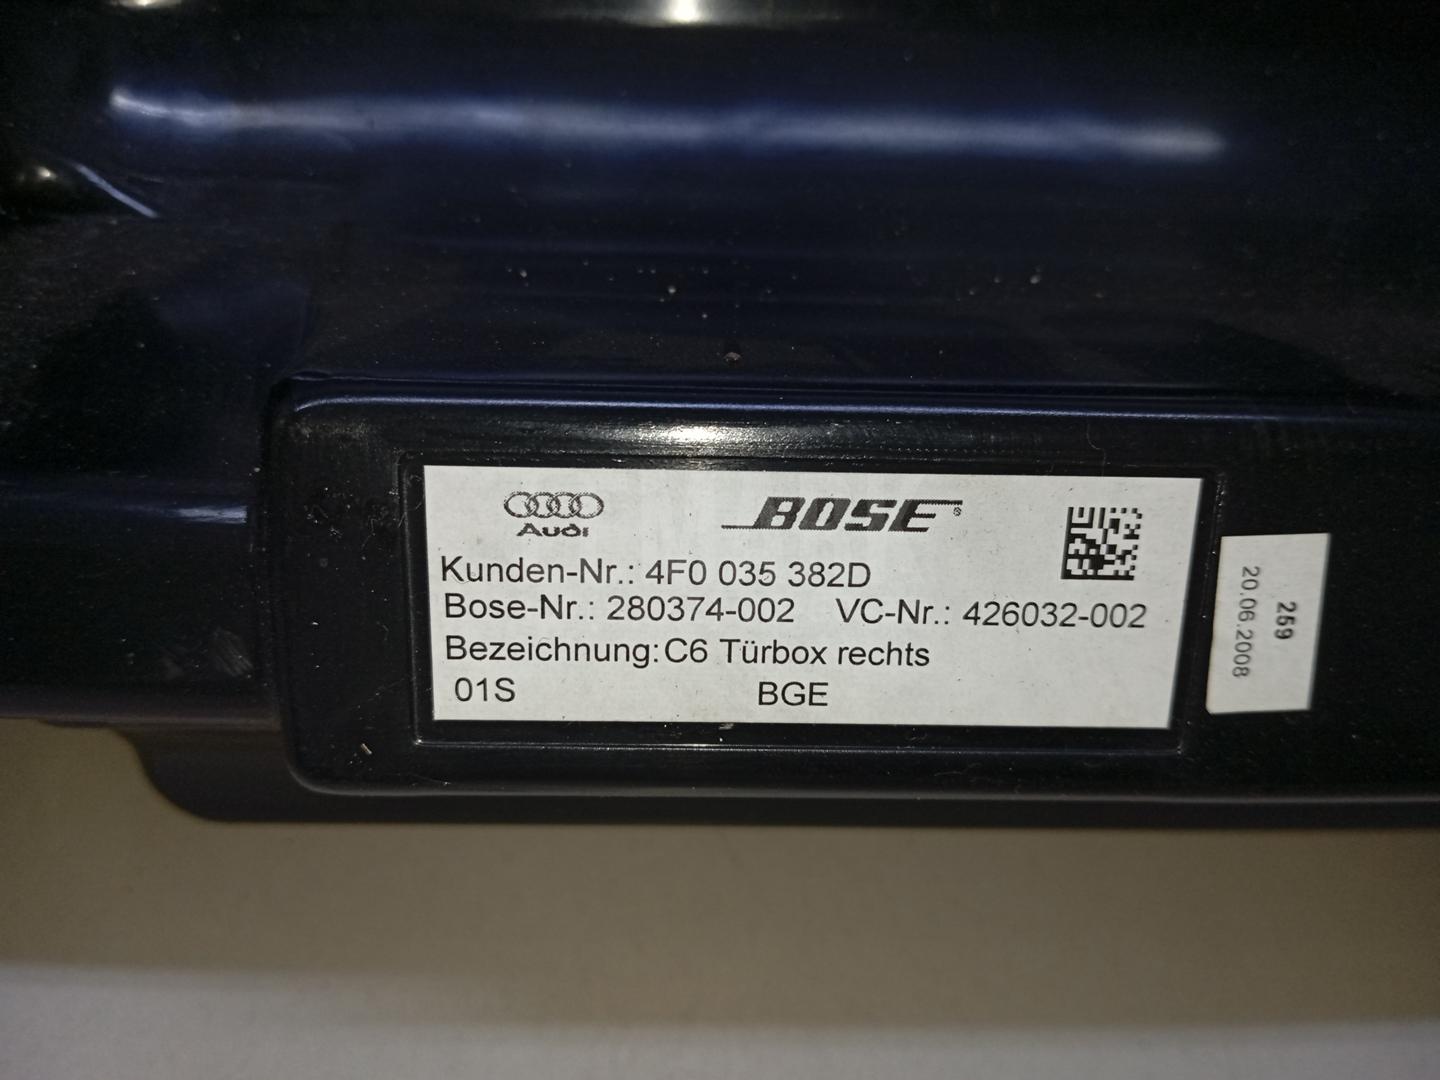 Audi
BOSE
Kunden-Nr.: 4F0 035 382D
Bose-Nr.: 280374-002 VC-Nr.: 426032-002
Bezeichnung: C6 Türbox rechts
01S BGE
259
20.06.2008